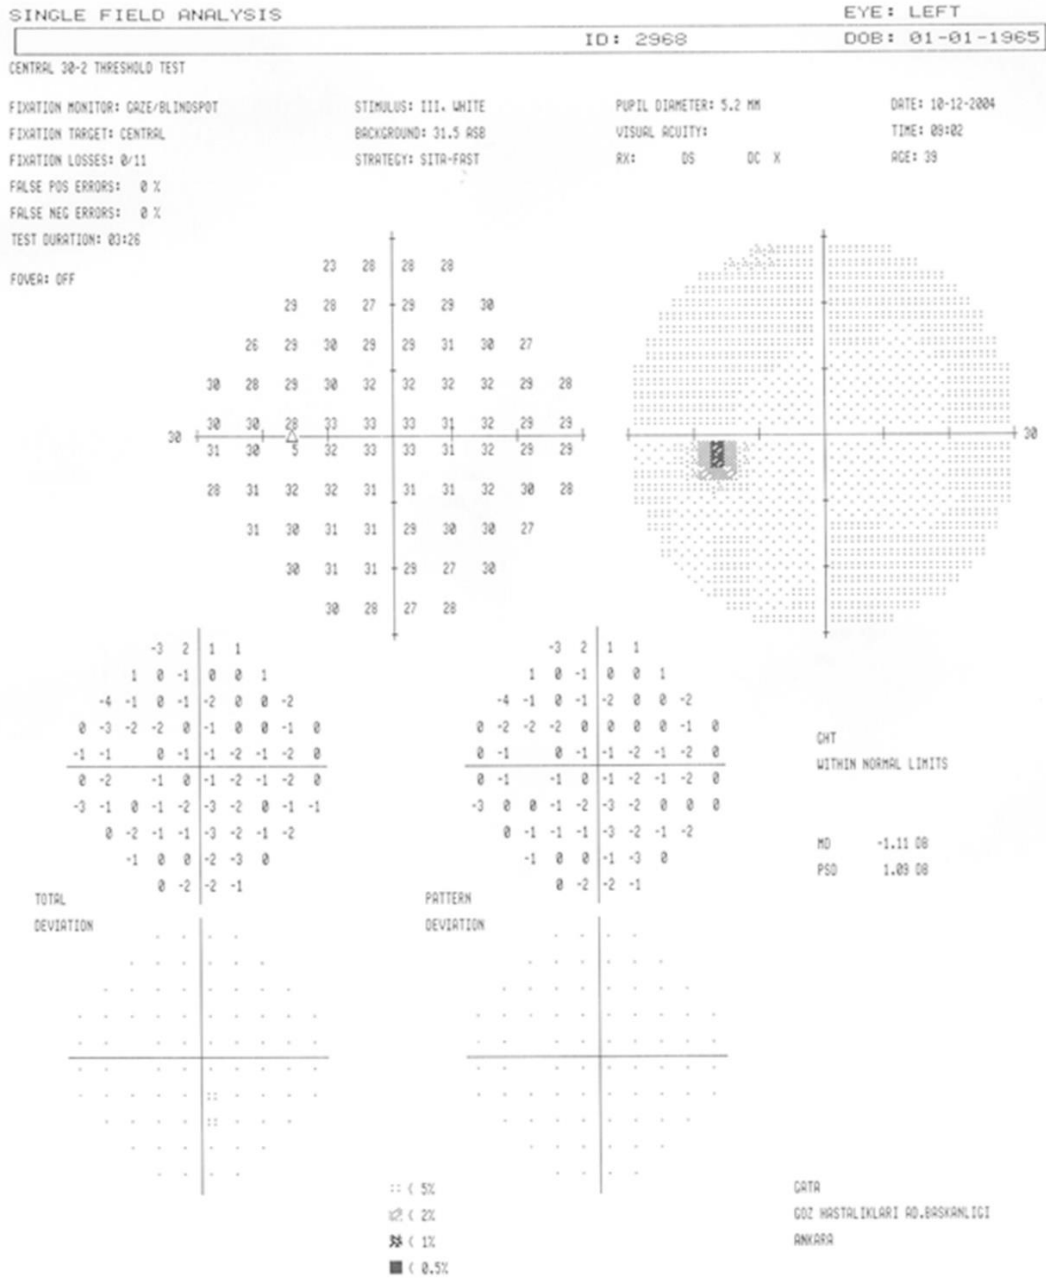 SINGLE FIELD ANALYSIS EYE: LEFT
ID: 2968 DOB: 01-01-1965
CENTRAL 30-2 THRESHOLD TEST
FIXATION MONITOR: GAZE/BLINDSPOT STIMULUS: III, WHITE PUPIL DIAMETER: 5.2 MM DATE: 10-12-2004
FIXATION TARGET: CENTRAL BACKGROUND: 31.5 ASB VISUAL ACUITY: TIME: 09:02
FIXATION LOSSES: 0/11 STRATEGY: SITA-FAST RX: DS DC X AGE: 39
FALSE POS ERRORS: 0 %
FALSE NEG ERRORS: 0 %
TEST DURATION: 03:26
FOVEA: OFF
23 28 28 28
29 28 27 29 29 30
26 29 30 29 29 31 30 27
30 28 29 30 32 32 32 32 29 28
30 30 28 33 33 33 31 32 29 29
30 30
31 30 5 32 33 33 31 32 29 29
28 31 32 32 31 31 31 32 30 28
31 30 31 31 29 30 30 27
30 31 31 29 27 30
30 28 27 28
-3 2 1 1 -3 2 1 1
1 0 -1 0 0 1 1 0 -1 0 0 1
-4 -1 0 -1 -2 0 0 -2 -4 -1 0 -1 -2 0 0 -2
0 -3 -2 -2 0 -1 0 0 -1 0 0 -2 -2 -2 0 0 0 0 -1 0
-1 -1 0 -1 -1 -2 -1 -2 0 0 -1 0 -1 -1 -2 -1 -2 0
0 -2 -1 0 -1 -2 -1 -2 0 0 -1 -1 0 -1 -2 -1 -2 0
-3 -1 0 -1 -2 -3 -2 0 -1 -1 -3 0 0 -1 -2 -3 -2 0 0 0
0 -2 -1 -1 -3 -2 -1 -2 0 -1 -1 -1 -3 -2 -1 -2
-1 0 0 -2 -3 0 -1 0 0 -1 -3 0
0 -2 -2 -1 0 -2 -2 -1
GHT
WITHIN NORMAL LIMITS
MD -1.11 DB
PSD 1.09 DB
TOTAL
DEVIATION
PATTERN
DEVIATION
< 5%
< 2%
< 1%
< 0.5%
GATA
GOZ HASTALIKLARI AD.BASKANLIGI
ANKARA